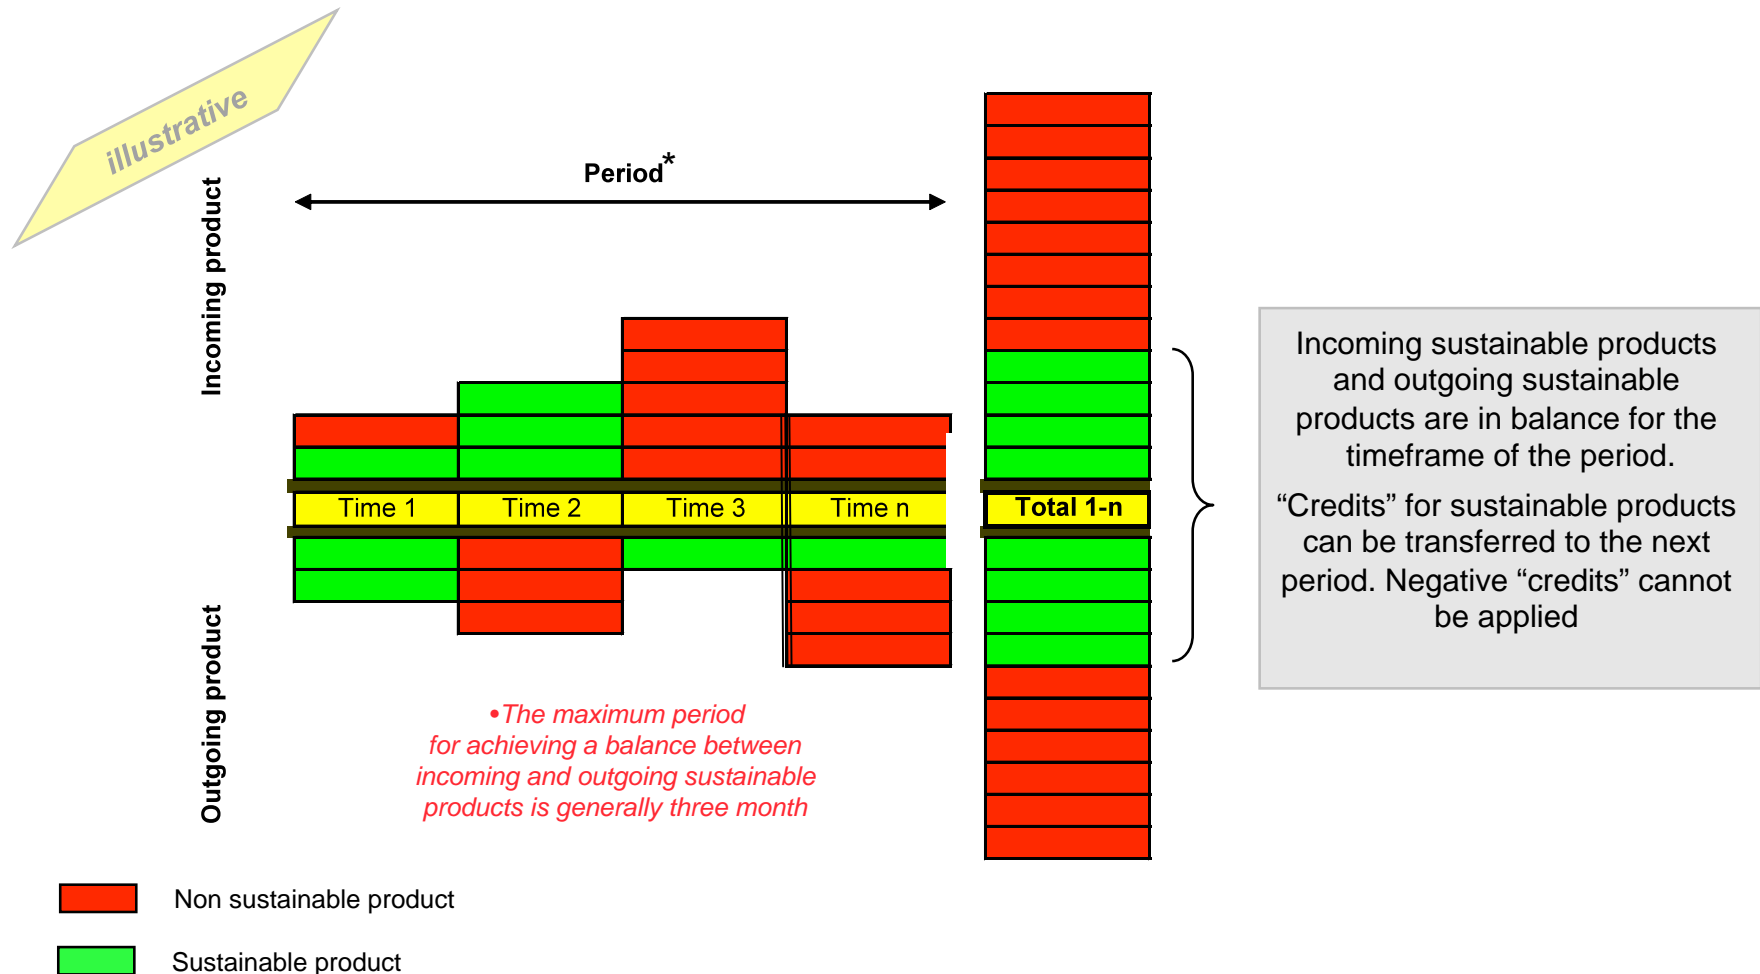 illustrative
Period*
Incoming product
Time 1
Time 2
Time 3
Time n
Total 1-n
Outgoing product
Incoming sustainable products
and outgoing sustainable
products are in balance for the
timeframe of the period.
“Credits” for sustainable products
can be transferred to the next
period. Negative “credits” cannot
be applied
•The maximum period
for achieving a balance between
incoming and outgoing sustainable
products is generally three month
Non sustainable product
Sustainable product